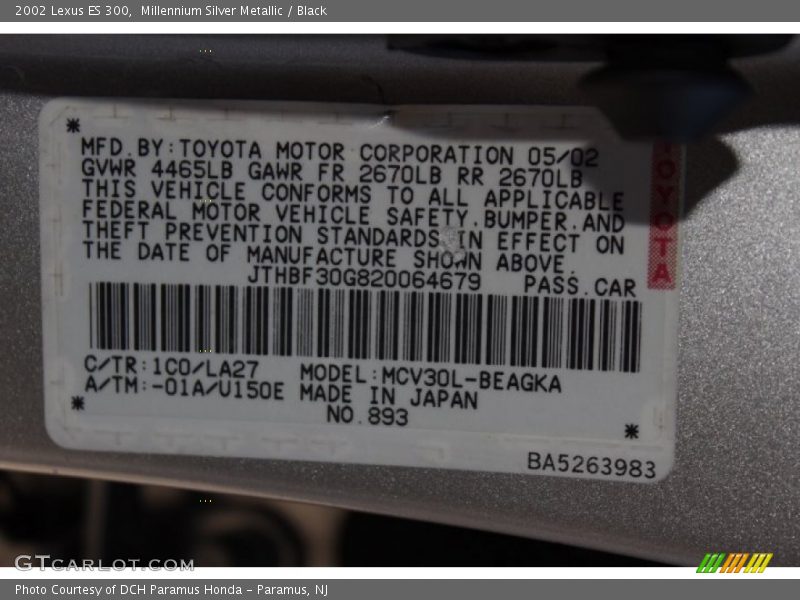 2002 Lexus ES 300,  Millennium Silver Metallic / Black
MFD.BY:TOYOTA MOTOR CORPORATION 05/02
GVWR 4465LB GAWR FR 2670LB RR 2670LB
THIS VEHICLE CONFORMS TO ALL APPLICABLE
FEDERAL MOTOR VEHICLE SAFETY.BUMPER.AND
THEFT PREVENTION STANDARDS IN EFFECT ON
THE DATE OF MANUFACTURE SHOWN ABOVE.
JTHBF30G820064679 PASS.CAR
TOYOTA
C/TR:1C0/LA27 MODEL:MCV30L-BEAGKA
A/TM:-01A/U150E MADE IN JAPAN
NO.893
BA5263983
GTcarlot.com
Photo Courtesy of DCH Paramus Honda - Paramus, NJ